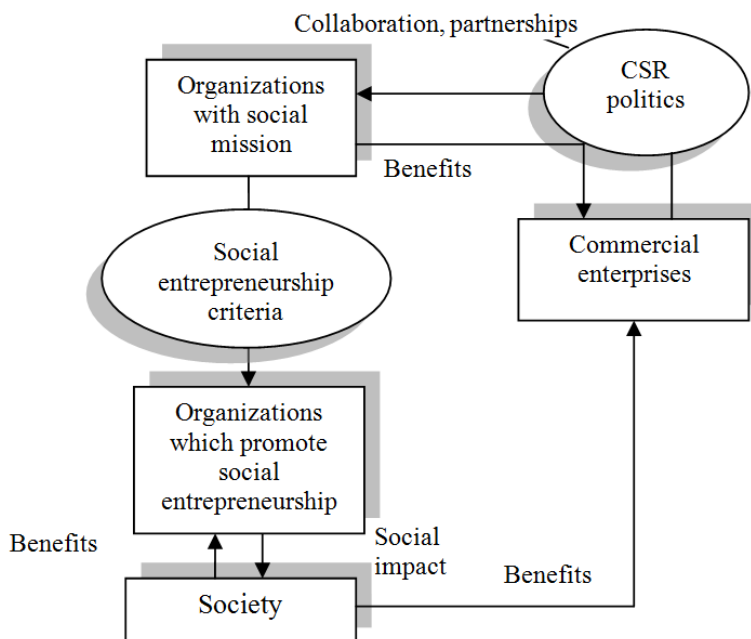 Collaboration, partnerships
CSR
politics
Organizations
with social
mission
Benefits
Commercial
enterprises
Social
entrepreneurship
criteria
Organizations
which promote
social
entrepreneurship
Benefits
Social
impact
Benefits
Society